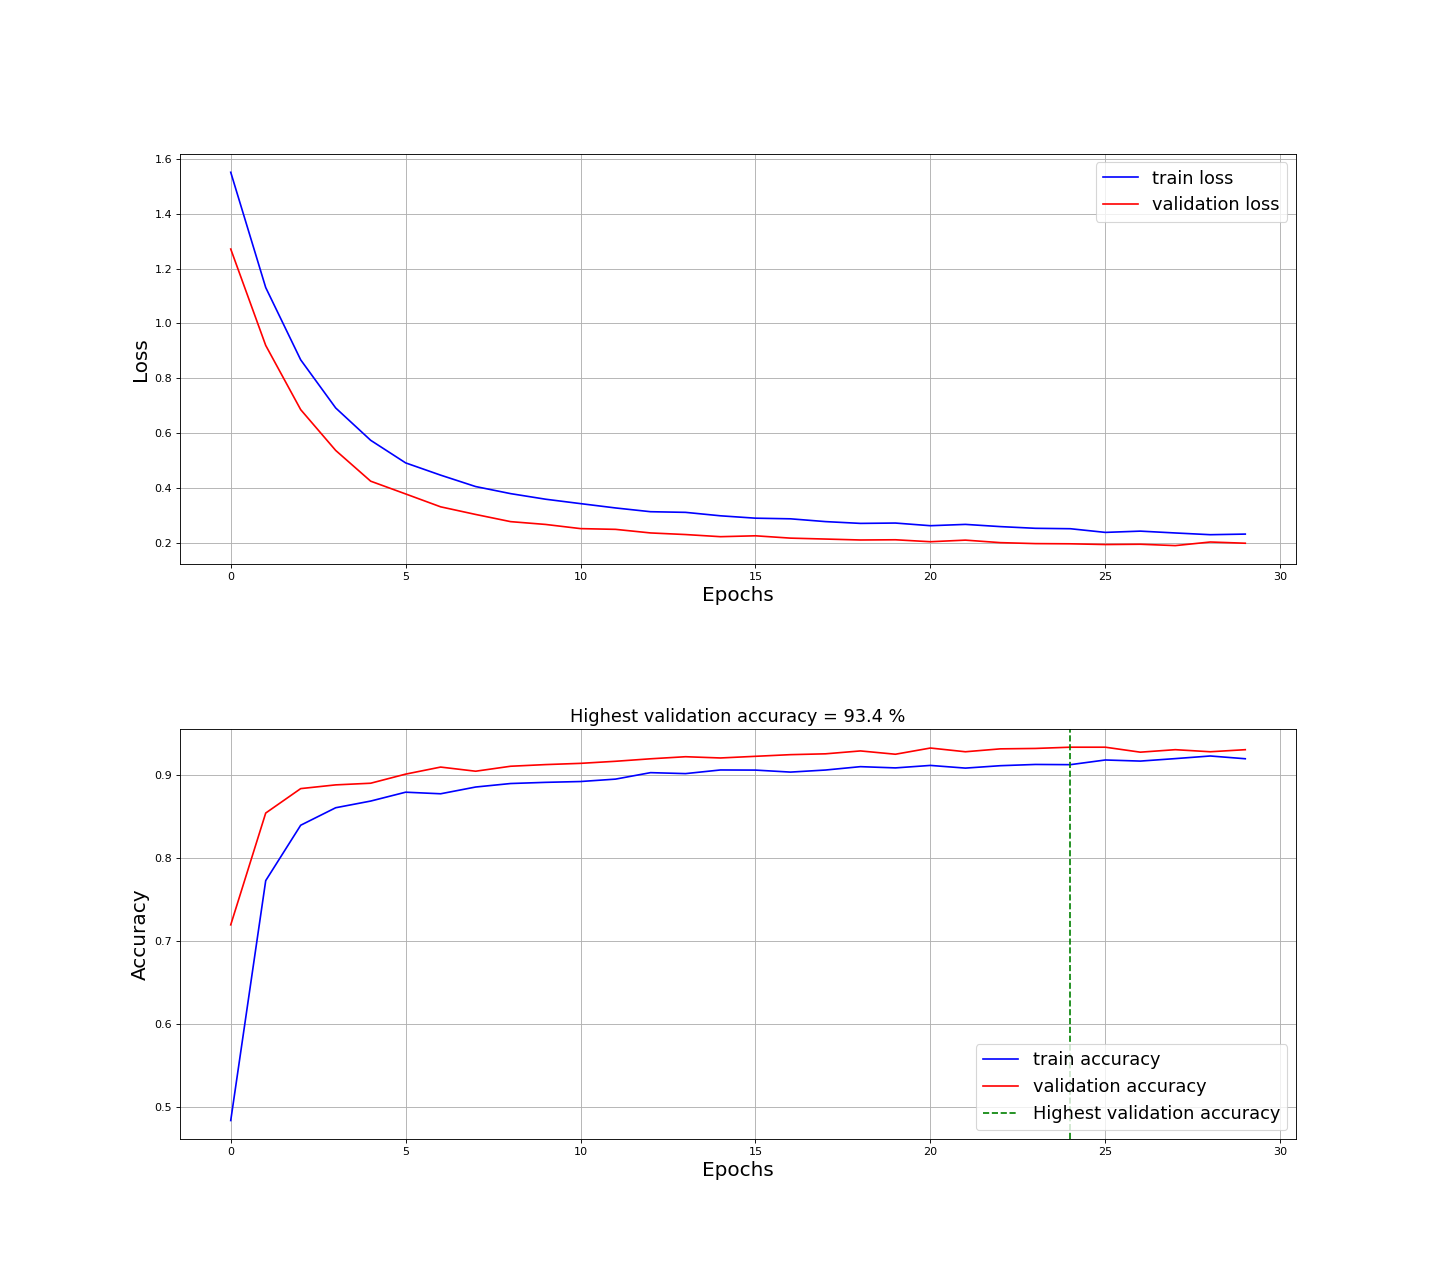 1.6
1.4
1.2
1.0
0.8
0.6
0.4
0.2
Loss
train loss
validation loss
0 5 10 15 20 25 30
Epochs
Highest validation accuracy = 93.4 %
0.9
0.8
0.7
0.6
0.5
Accuracy
train accuracy
validation accuracy
Highest validation accuracy
0 5 10 15 20 25 30
Epochs